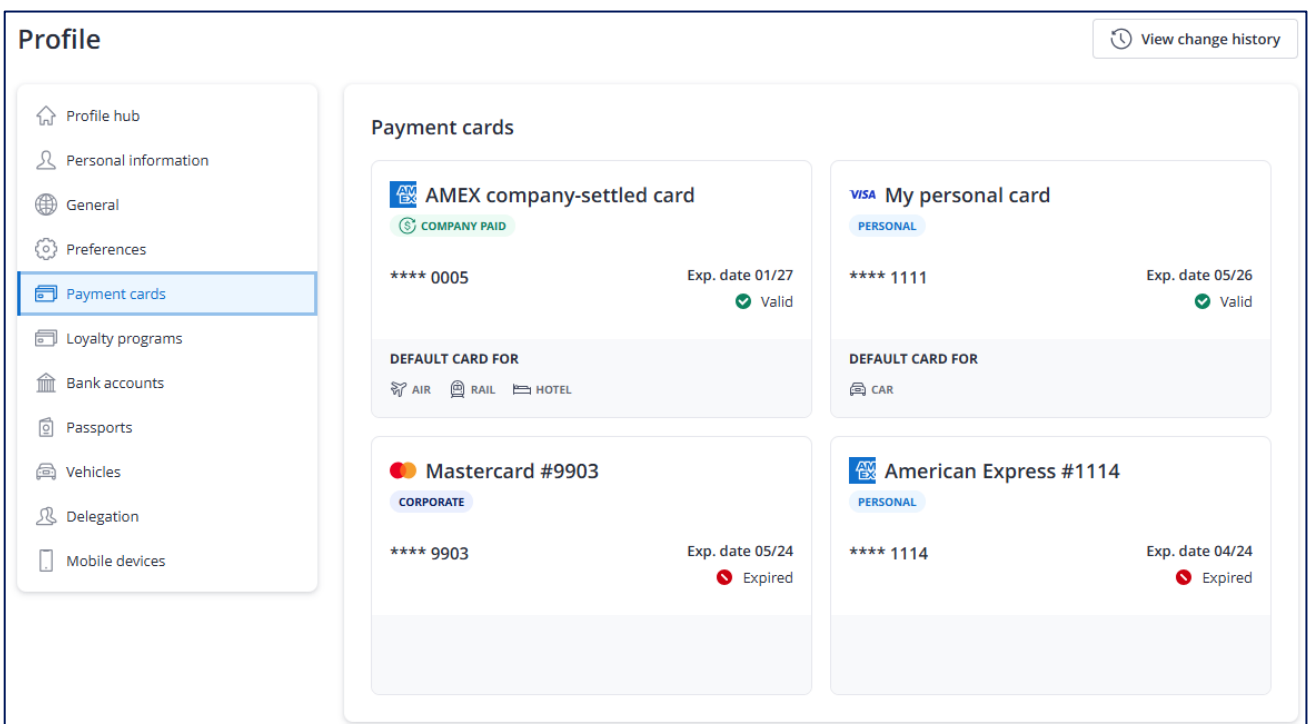 Profile
View change history
Profile hub
Personal information
General
Preferences
Payment cards
Loyalty programs
Bank accounts
Passports
Vehicles
Delegation
Mobile devices
Payment cards
AMEX AMEX company-settled card
COMPANY PAID
**** 0005 Exp. date 01/27
Valid
DEFAULT CARD FOR
AIR RAIL HOTEL
VISA My personal card
PERSONAL
**** 1111 Exp. date 05/26
Valid
DEFAULT CARD FOR
CAR
Mastercard #9903
CORPORATE
**** 9903 Exp. date 05/24
Expired
AMEX American Express #1114
PERSONAL
**** 1114 Exp. date 04/24
Expired